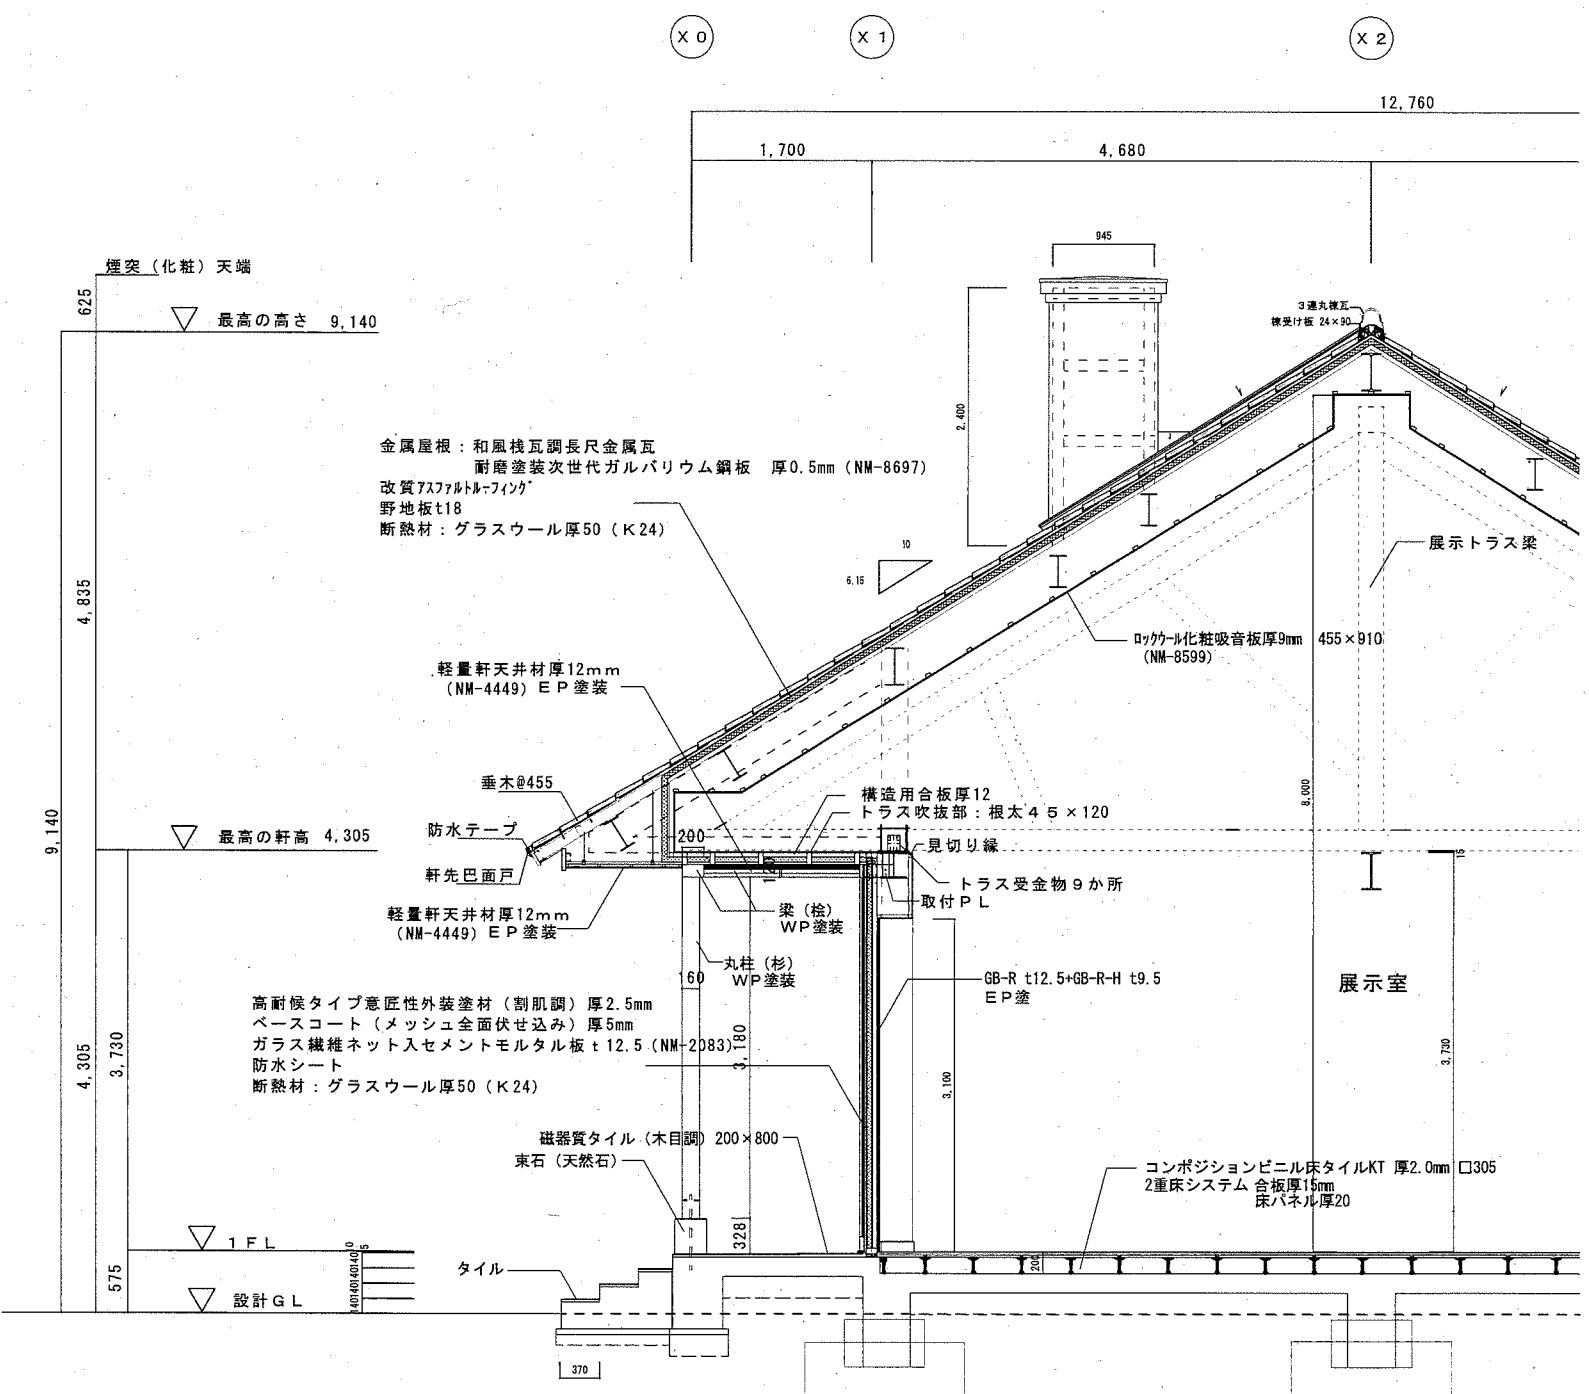 X0
X1
X2
12,760
1,700
4,680
945
煙突（化粧）天端
625
最高の高さ 9,140
3連丸棟瓦
棟受け板 24×90
2,400
金属屋根：和風桟瓦調長尺金属瓦
耐磨塗装次世代ガルバリウム鋼板 厚0.5mm（NM-8697）
改質ｱｽﾌｧﾙﾄﾙｰﾌｨﾝｸﾞ
野地板t18
断熱材：グラスウール厚50（K24）
10
6.15
展示トラス梁
4,835
ﾛｯｸｳｰﾙ化粧吸音板厚9mm 455×910
（NM-8599）
軽量軒天井材厚12mm
（NM-4449）EP塗装
垂木@455
構造用合板厚12
トラス吹抜部：根太45×120
8,000
9,140
防水テープ
最高の軒高 4,305
200
見切り縁
15
軒先巴面戸
トラス受金物9か所
取付PL
軽量軒天井材厚12mm
（NM-4449）EP塗装
梁（桧）
WP塗装
丸柱（杉）
WP塗装
160
GB-R t12.5+GB-R-H t9.5
EP塗
展示室
高耐候タイプ意匠性外装塗材（割肌調）厚2.5mm
ベースコート（メッシュ全面伏せ込み）厚5mm
ガラス繊維ネット入セメントモルタル板ｔ12.5（NM-2083）
防水シート
断熱材：グラスウール厚50（K24）
4,305
3,730
3,180
3,100
3,730
磁器質タイル（木目調）200×800
束石（天然石）
コンポジションビニル床タイルKT 厚2.0mm □305
2重床システム 合板厚15mm
床パネル厚20
328
1FL
10
5
200
タイル
575
設計GL
140140140140
370